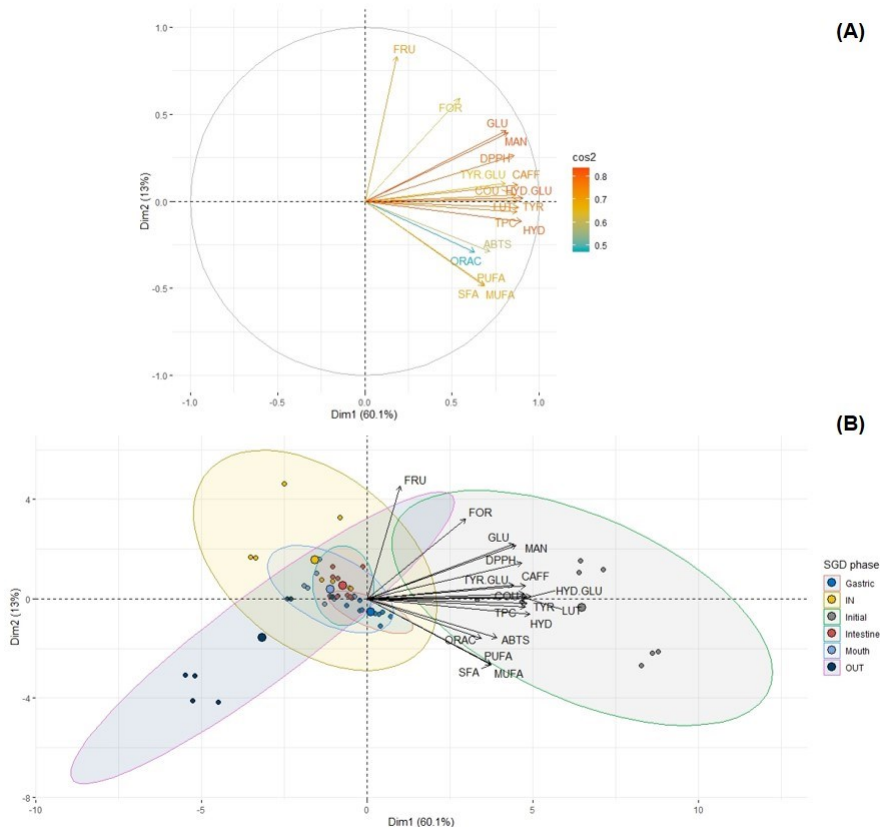 (A)
1.0
0.5
0.0
-0.5
-1.0
Dim2 (13%)
FRU
FOR
GLU
MAN
DPPH
TYR.GLU CAFF
COU HYD.GLU
LUT TYR
TPC HYD
ABTS
ORAC
PUFA
SFA MUFA
-1.0 -0.5 0.0 0.5 1.0
Dim1 (60.1%)
cos2
0.8
0.7
0.6
0.5
(B)
4
0
-4
-8
Dim2 (13%)
FRU
FOR
GLU
MAN
DPPH
TYR.GLU CAFF
COU HYD.GLU
TPC TYR LUT
HYD
ORAC ABTS
PUFA
SFA MUFA
-10 -5 0 5 10
Dim1 (60.1%)
SGD phase
Gastric
IN
Initial
Intestine
Mouth
OUT